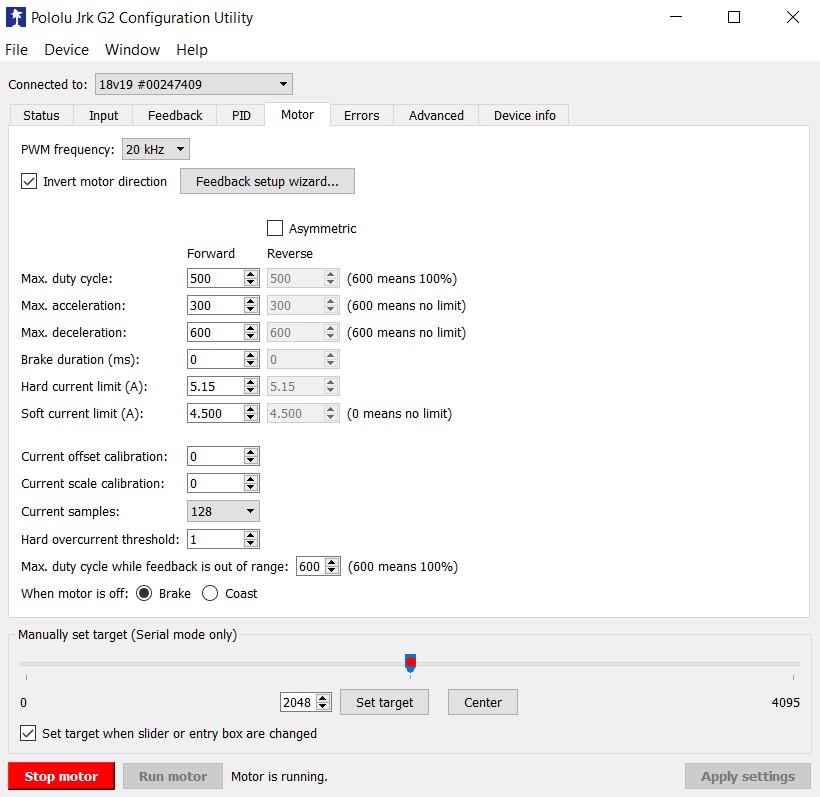 Pololu Jrk G2 Configuration Utility
File Device Window Help
Connected to: 18v19 #00247409
Status Input Feedback PID Motor Errors Advanced Device info
PWM frequency: 20 kHz
Invert motor direction Feedback setup wizard...
Asymmetric
Forward Reverse
Max. duty cycle: 500 500 (600 means 100%)
Max. acceleration: 300 300 (600 means no limit)
Max. deceleration: 600 600 (600 means no limit)
Brake duration (ms): 0 0
Hard current limit (A): 5.15 5.15
Soft current limit (A): 4.500 4.500 (0 means no limit)
Current offset calibration: 0
Current scale calibration: 0
Current samples: 128
Hard overcurrent threshold: 1
Max. duty cycle while feedback is out of range: 600 (600 means 100%)
When motor is off: Brake Coast
Manually set target (Serial mode only)
0 2048 Set target Center 4095
Set target when slider or entry box are changed
Stop motor Run motor Motor is running. Apply settings